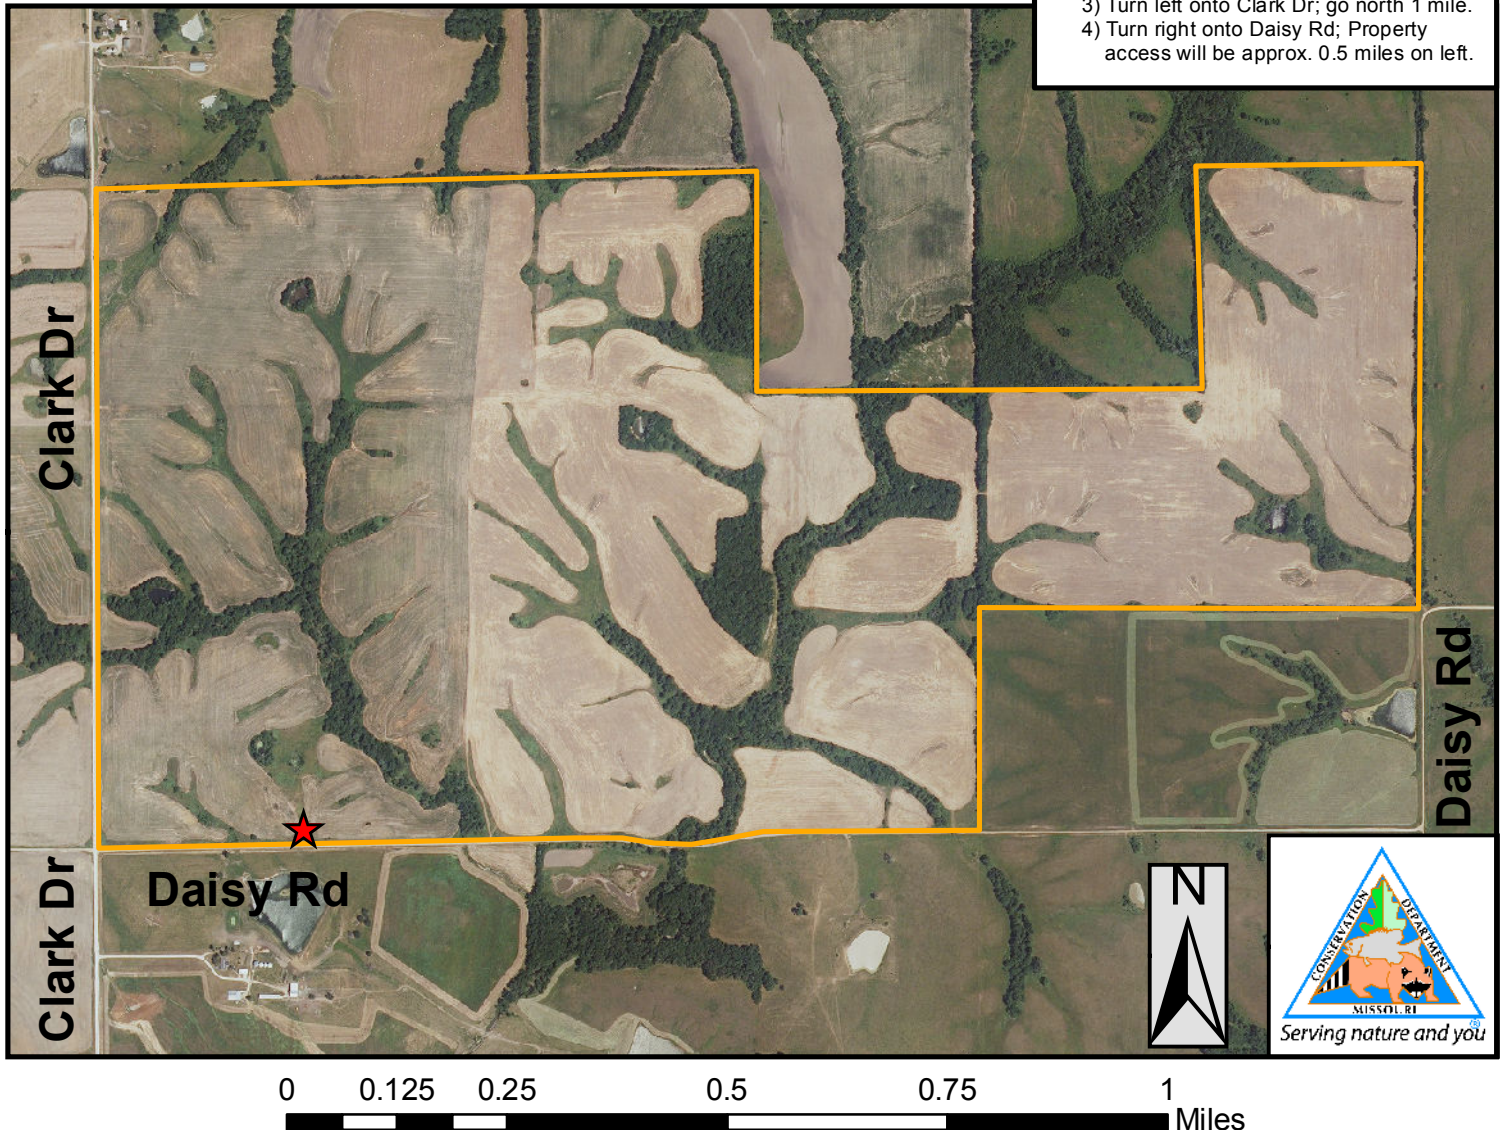 3) Turn left onto Clark Dr; go north 1 mile.
4) Turn right onto Daisy Rd; Property
access will be approx. 0.5 miles on left.
Clark Dr
Daisy Rd
Clark Dr
Daisy Rd
N
CONSERVATION
DEPARTMENT
MISSOURI
®
Serving nature and you
0 0.125 0.25 0.5 0.75 1
Miles